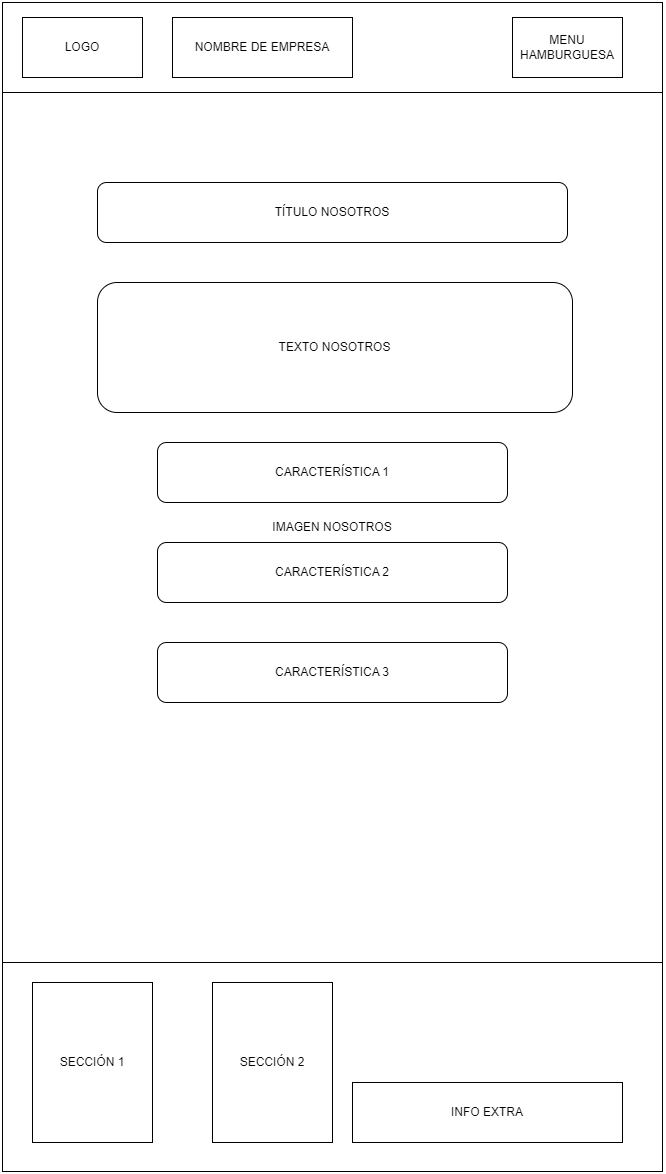 LOGO
NOMBRE DE EMPRESA
MENU
HAMBURGUESA
TÍTULO NOSOTROS
TEXTO NOSOTROS
CARACTERÍSTICA 1
IMAGEN NOSOTROS
CARACTERÍSTICA 2
CARACTERÍSTICA 3
SECCIÓN 1
SECCIÓN 2
INFO EXTRA